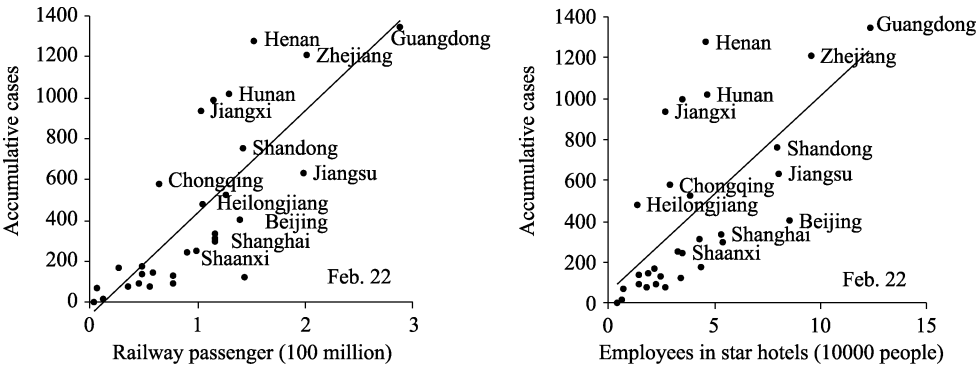 1400
1200
1000
800
600
400
200
0
Accumulative cases
Guangdong
Henan
Zhejiang
Hunan
Jiangxi
Shandong
Jiangsu
Chongqing
Heilongjiang
Beijing
Shanghai
Shaanxi
Feb. 22
0 1 2 3
Railway passenger (100 million)
1400
1200
1000
800
600
400
200
0
Accumulative cases
Guangdong
Henan
Zhejiang
Hunan
Jiangxi
Shandong
Jiangsu
Chongqing
Heilongjiang
Beijing
Shanghai
Shaanxi
Feb. 22
0 5 10 15
Employees in star hotels (10000 people)